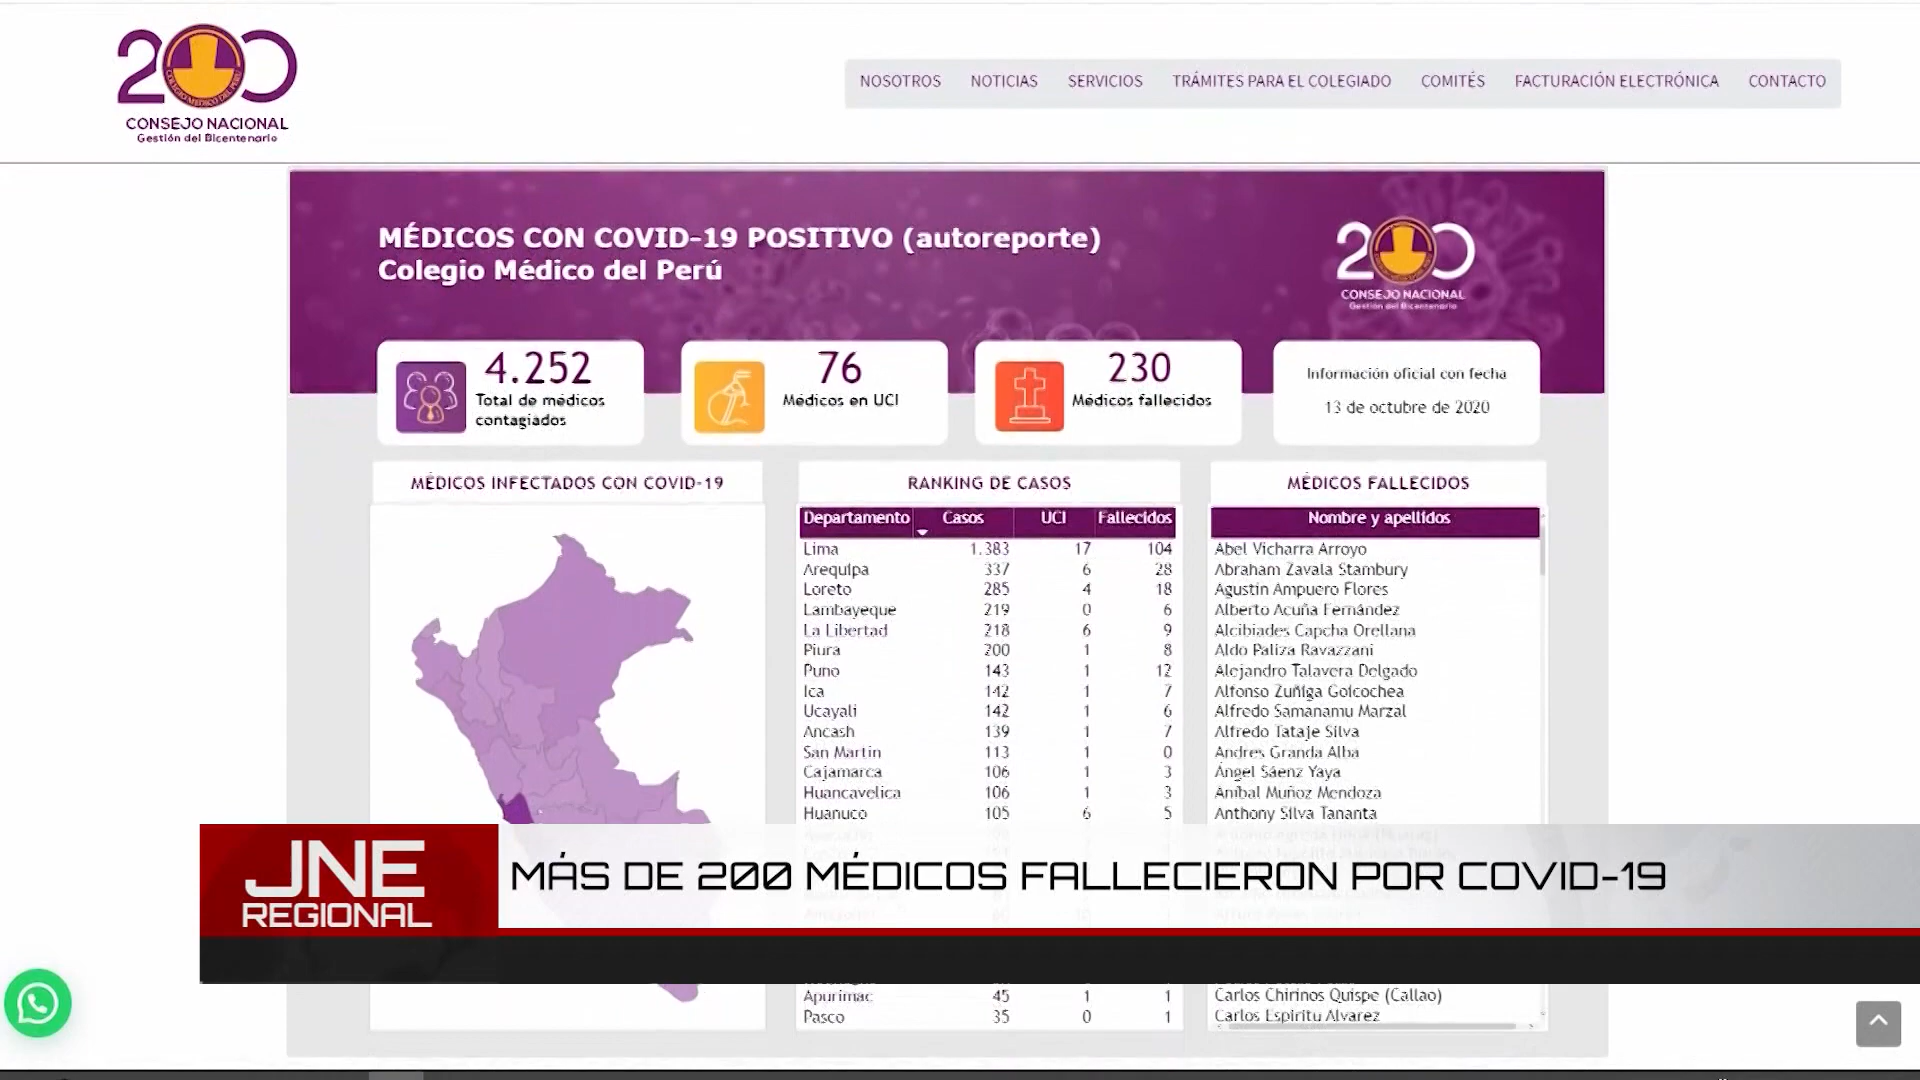 200
CONSEJO NACIONAL
Gestión del Bicentenario
NOSOTROS NOTICIAS SERVICIOS TRÁMITES PARA EL COLEGIADO COMITÉS FACTURACIÓN ELECTRÓNICA CONTACTO
MÉDICOS CON COVID-19 POSITIVO (autoreporte)
Colegio Médico del Perú
200
CONSEJO NACIONAL
Gestión del Bicentenario
4.252
Total de médicos
contagiados
76
Médicos en UCI
230
Médicos fallecidos
Información oficial con fecha
13 de octubre de 2020
MÉDICOS INFECTADOS CON COVID-19
RANKING DE CASOS
Departamento Casos UCI Fallecidos
Lima 1.383 17 104
Arequipa 337 6 28
Loreto 285 4 18
Lambayeque 219 0 6
La Libertad 218 6 9
Piura 200 1 8
Puno 143 1 12
Ica 142 1 7
Ucayali 142 1 6
Ancash 139 1 7
San Martin 113 1 0
Cajamarca 106 1 3
Huancavelica 106 1 3
Huanuco 105 6 5
Apurimac 45 1 1
Pasco 35 0 1
MÉDICOS FALLECIDOS
Nombre y apellidos
Abel Vicharra Arroyo
Abraham Zavala Stambury
Agustín Ampuero Flores
Alberto Acuña Fernández
Alcibiades Capcha Orellana
Aldo Paliza Ravazzani
Alejandro Talavera Delgado
Alfonso Zuñiga Goicochea
Alfredo Samanamu Marzal
Alfredo Tataje Silva
Andres Granda Alba
Ángel Sáenz Yaya
Aníbal Muñoz Mendoza
Anthony Silva Tananta
Carlos Chirinos Quispe (Callao)
Carlos Espiritu Alvarez
JNE
REGIONAL
MÁS DE 200 MÉDICOS FALLECIERON POR COVID-19